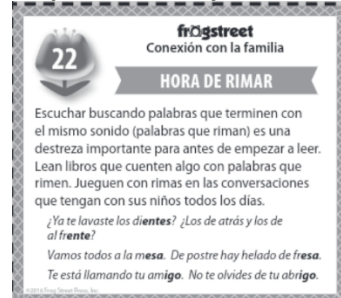 22
frogstreet
Conexión con la familia
HORA DE RIMAR
Escuchar buscando palabras que terminen con
el mismo sonido (palabras que riman) es una
destreza importante para antes de empezar a leer.
Lean libros que cuenten algo con palabras que
rimen. Jueguen con rimas en las conversaciones
que tengan con sus niños todos los días.
¿Ya te lavaste los dientes? ¿Los de atrás y los de
al frente?
Vamos todos a la mesa. De postre hay helado de fresa.
Te está llamando tu amigo. No te olvides de tu abrigo.
Frog Street Press, Inc.